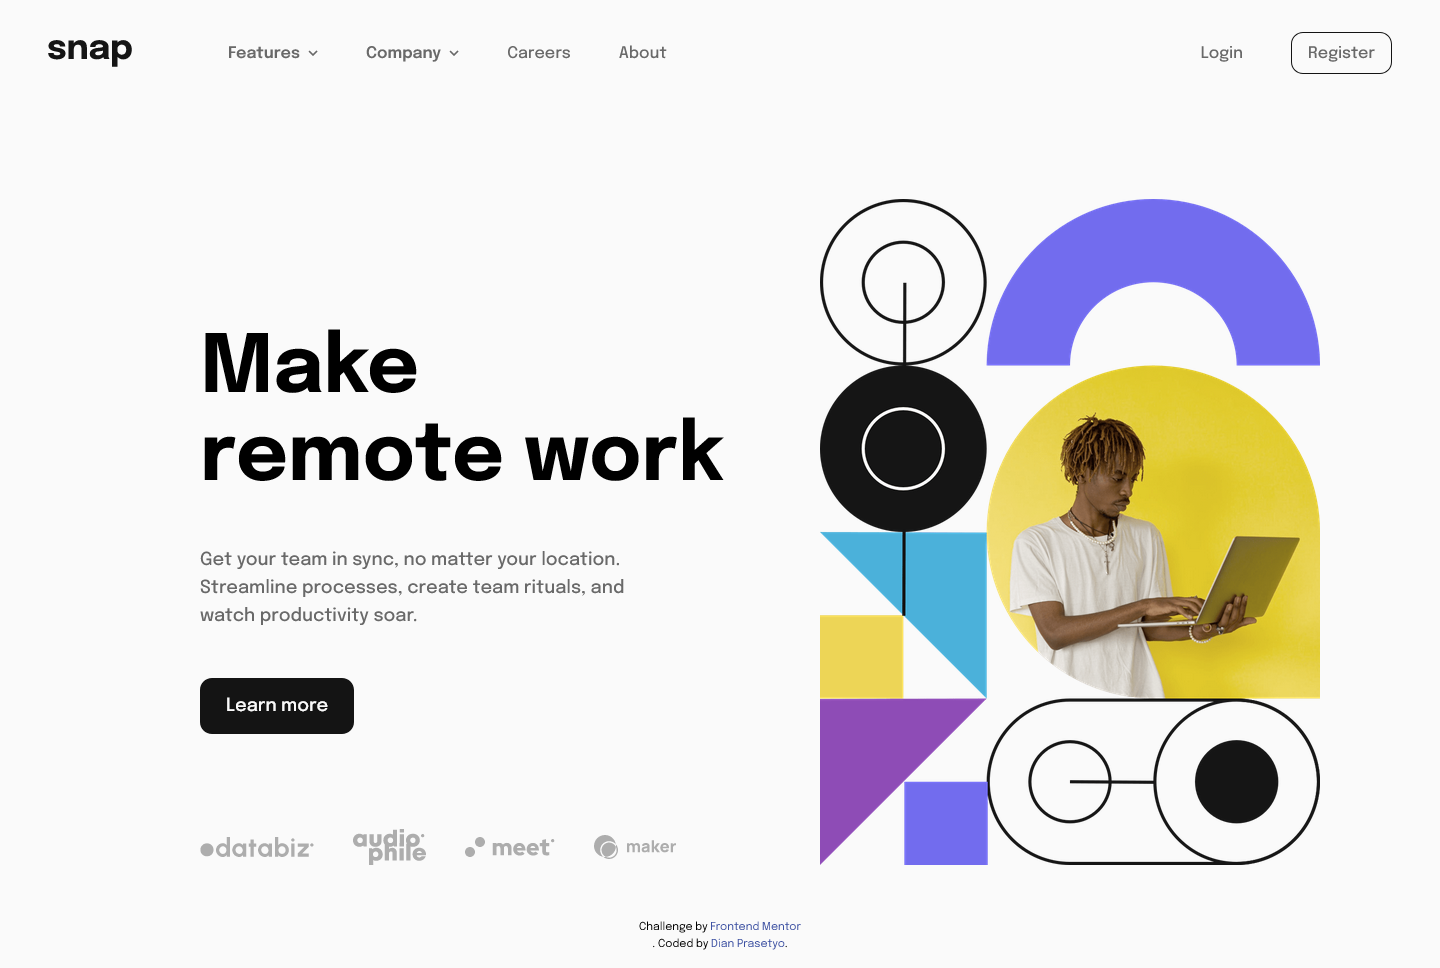 snap
Features
Company
Careers
About
Login
Register
Make
remote work
Get your team in sync, no matter your location.
Streamline processes, create team rituals, and
watch productivity soar.
Learn more
databiz
audio
phile
meet
maker
Challenge by Frontend Mentor
. Coded by Dian Prasetyo.